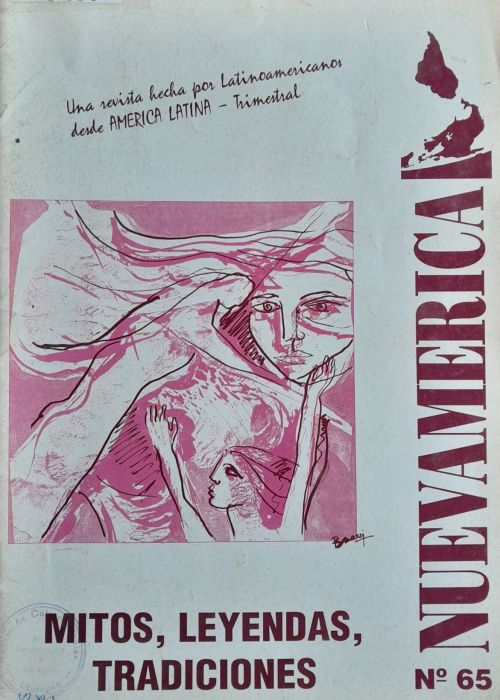 Una revista hecha por Latinoamericanos
desde AMERICA LATINA - Trimestral
NUEVAMERICA
MITOS, LEYENDAS,
TRADICIONES
Nº 65